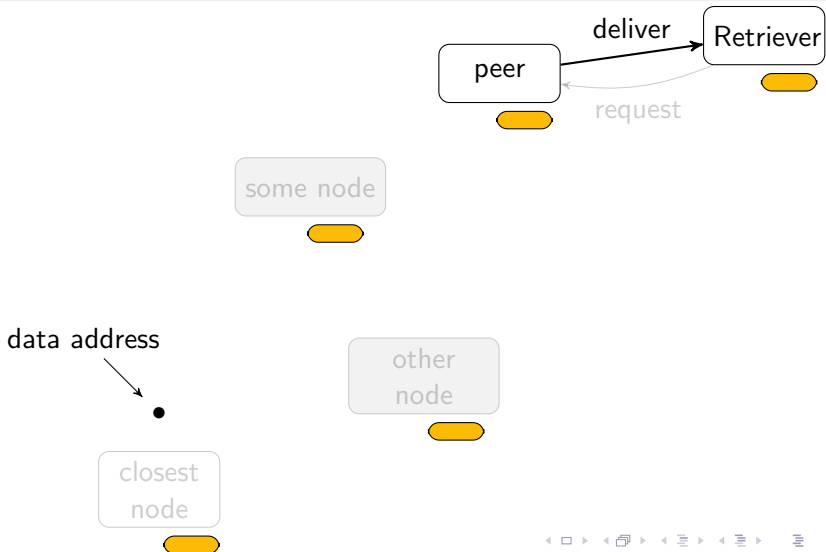 deliver
Retriever
peer
request
some node
data address
other
node
closest
node